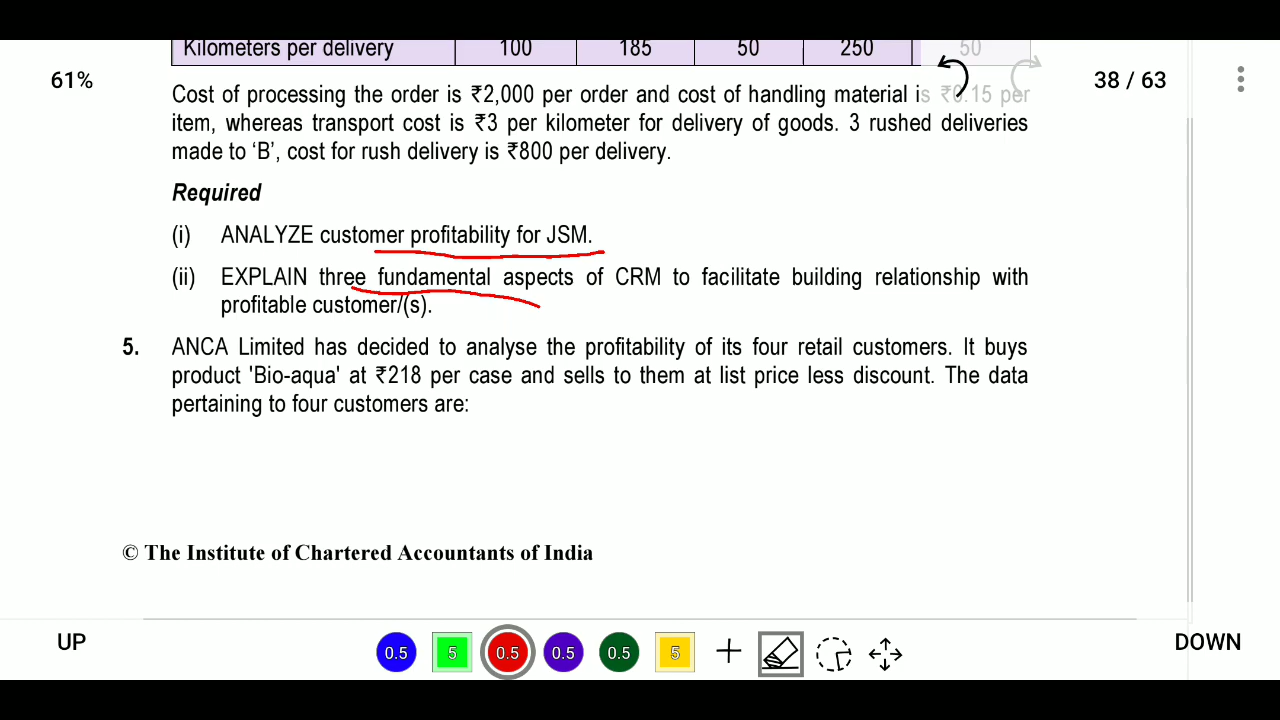 Kilometers per delivery 100 185 50 250 50
61%
38 / 63
Cost of processing the order is ₹2,000 per order and cost of handling material is ₹0.15 per
item, whereas transport cost is ₹3 per kilometer for delivery of goods. 3 rushed deliveries
made to ‘B’, cost for rush delivery is ₹800 per delivery.
Required
(i) ANALYZE customer profitability for JSM.
(ii) EXPLAIN three fundamental aspects of CRM to facilitate building relationship with
profitable customer/(s).
5. ANCA Limited has decided to analyse the profitability of its four retail customers. It buys
product 'Bio-aqua' at ₹218 per case and sells to them at list price less discount. The data
pertaining to four customers are:
© The Institute of Chartered Accountants of India
UP 0.5 5 0.5 0.5 0.5 5 DOWN